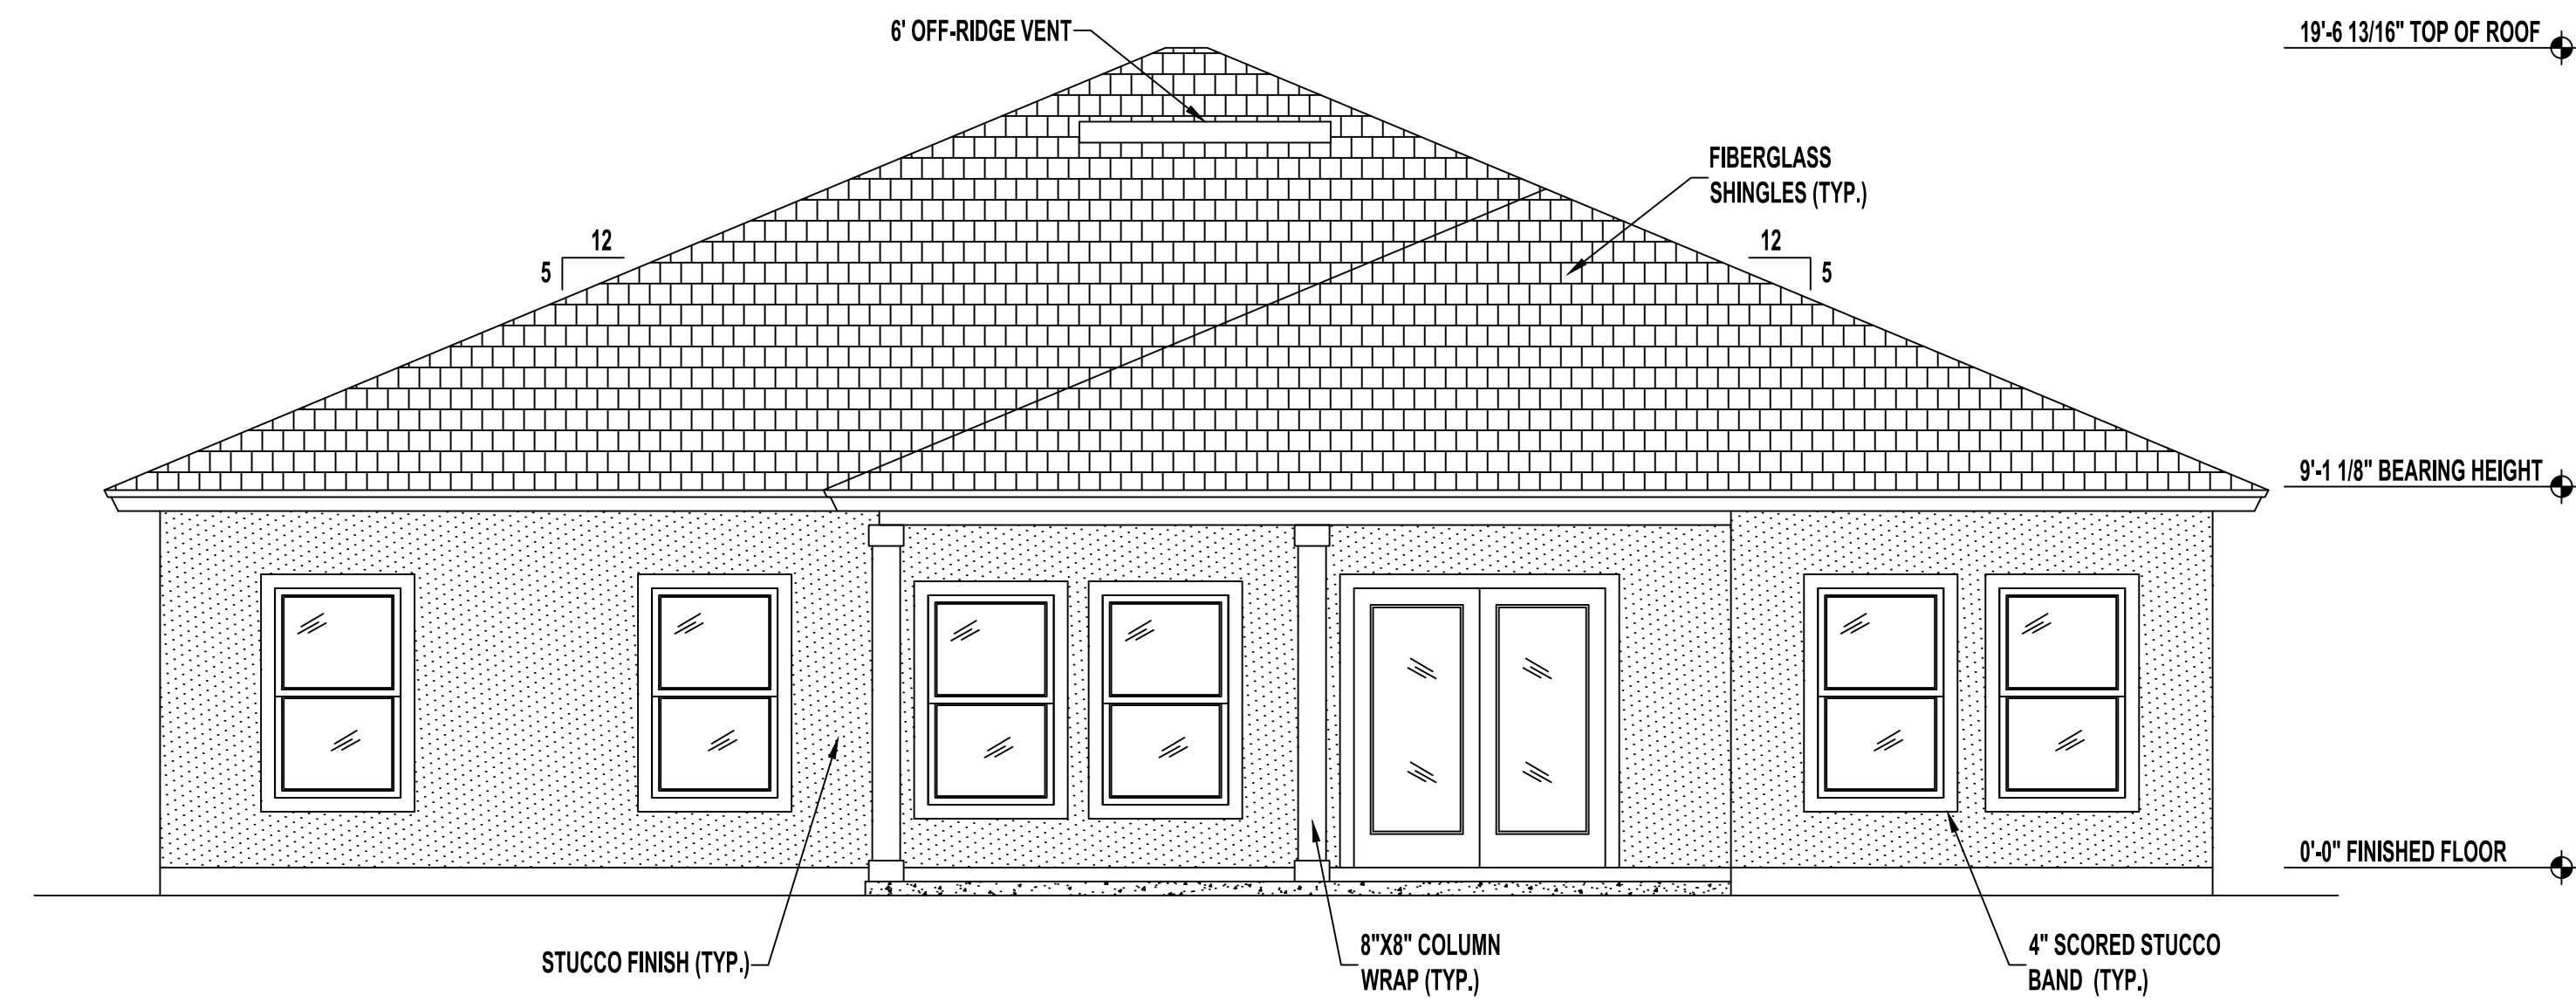 6' OFF-RIDGE VENT
19'-6 13/16" TOP OF ROOF
FIBERGLASS
SHINGLES (TYP.)
12
5
12
5
9'-1 1/8" BEARING HEIGHT
0'-0" FINISHED FLOOR
STUCCO FINISH (TYP.)
8"X8" COLUMN
WRAP (TYP.)
4" SCORED STUCCO
BAND (TYP.)